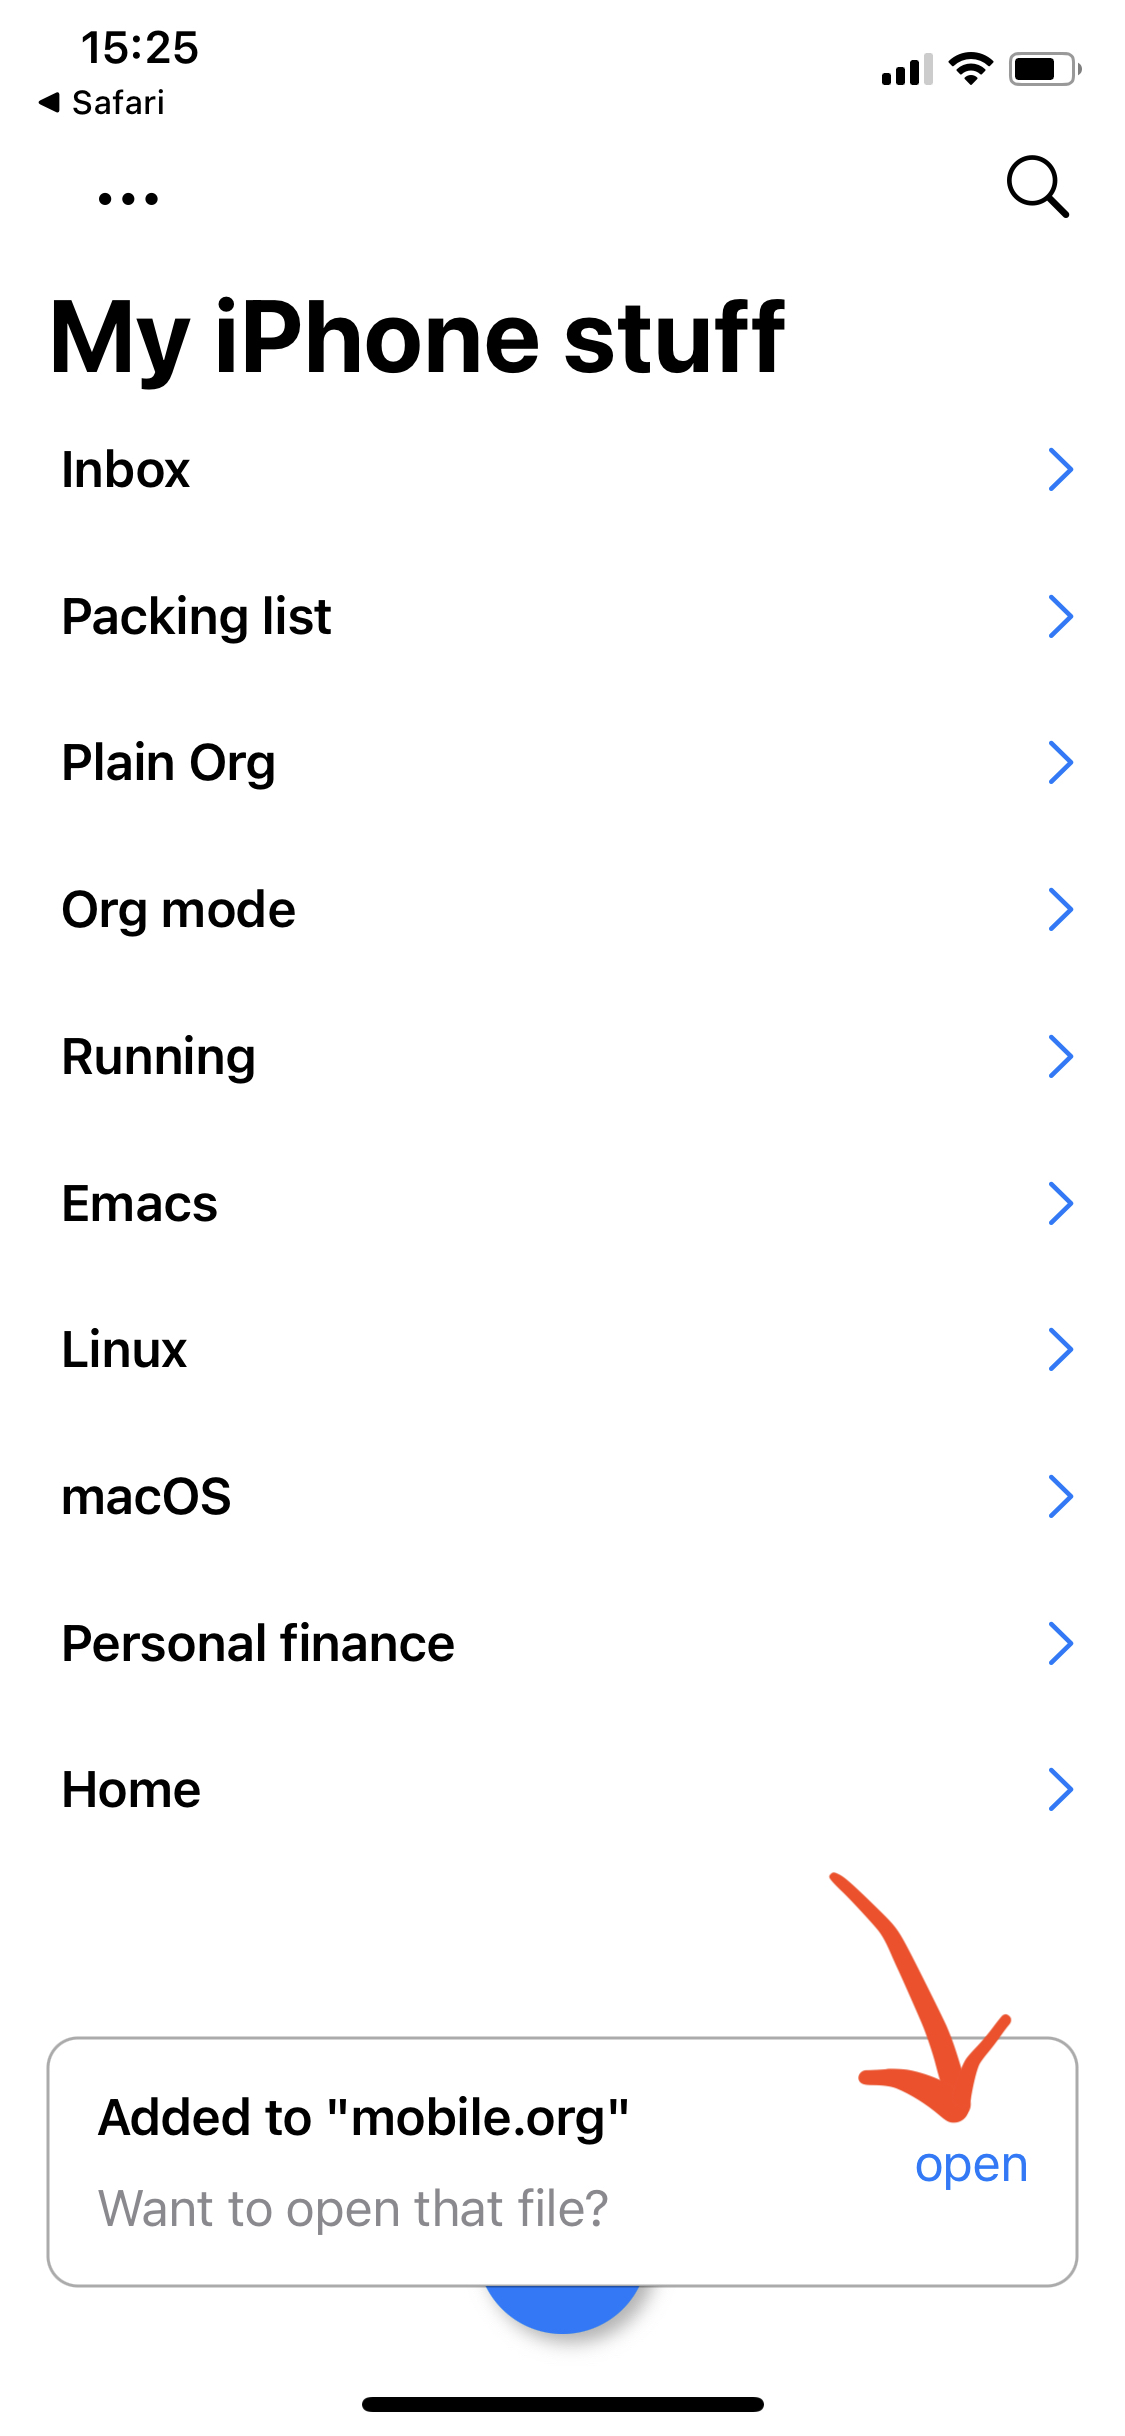 15:25
Safari
My iPhone stuff
Inbox
Packing list
Plain Org
Org mode
Running
Emacs
Linux
macOS
Personal finance
Home
Added to "mobile.org"
open
Want to open that file?